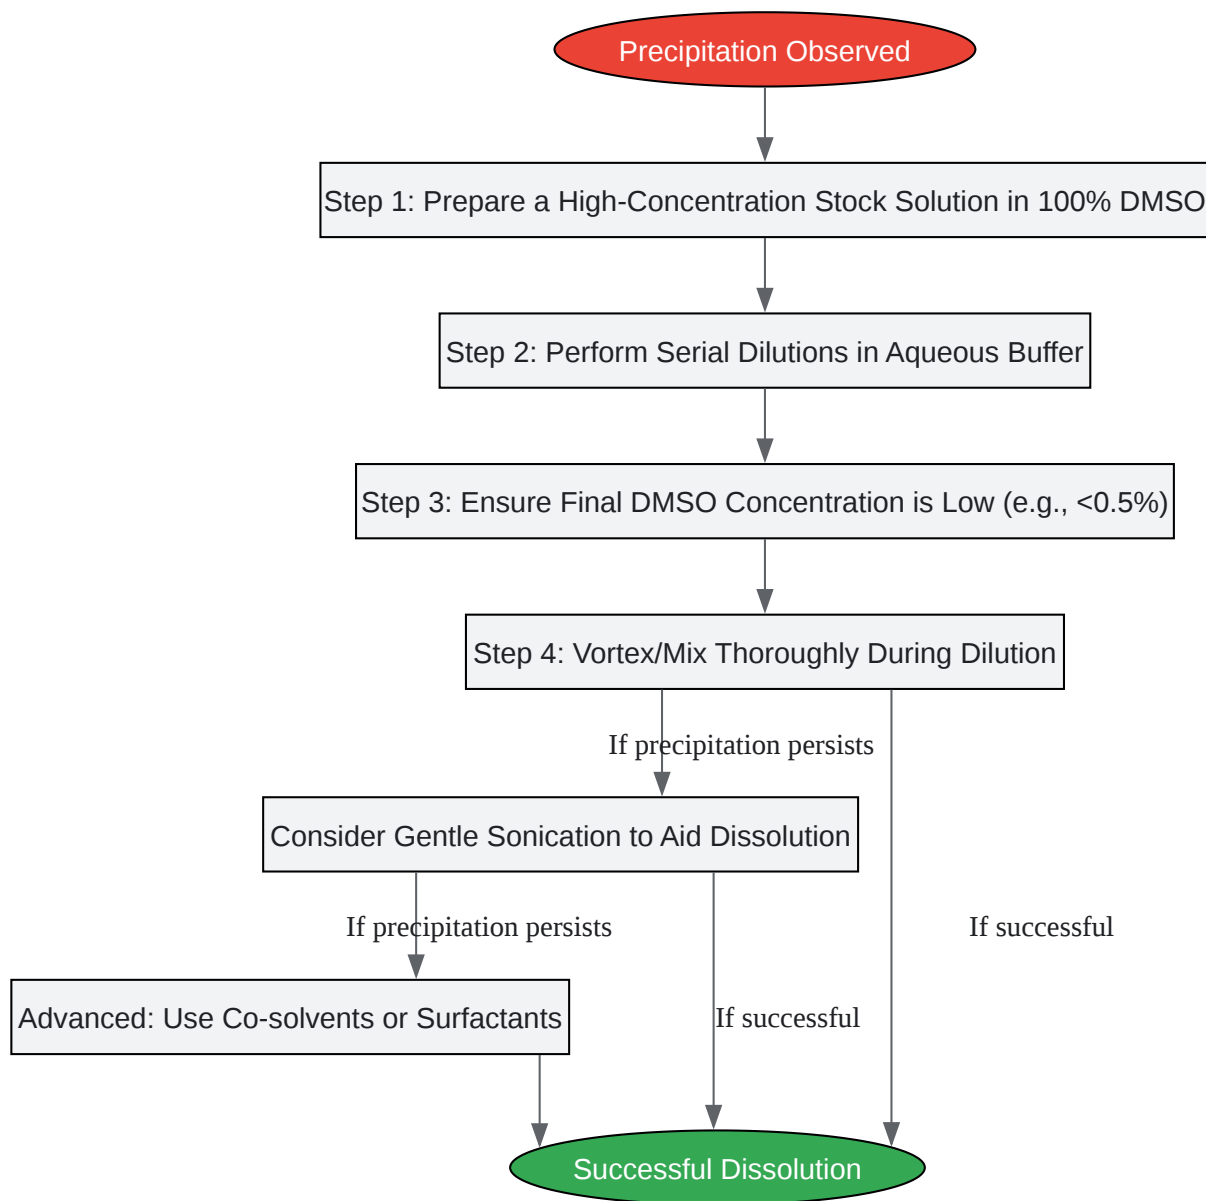 Precipitation Observed
Step 1: Prepare a High-Concentration Stock Solution in 100% DMSO
Step 2: Perform Serial Dilutions in Aqueous Buffer
Step 3: Ensure Final DMSO Concentration is Low (e.g., <0.5%)
Step 4: Vortex/Mix Thoroughly During Dilution
If precipitation persists
Consider Gentle Sonication to Aid Dissolution
If precipitation persists
If successful
Advanced: Use Co-solvents or Surfactants
If successful
Successful Dissolution